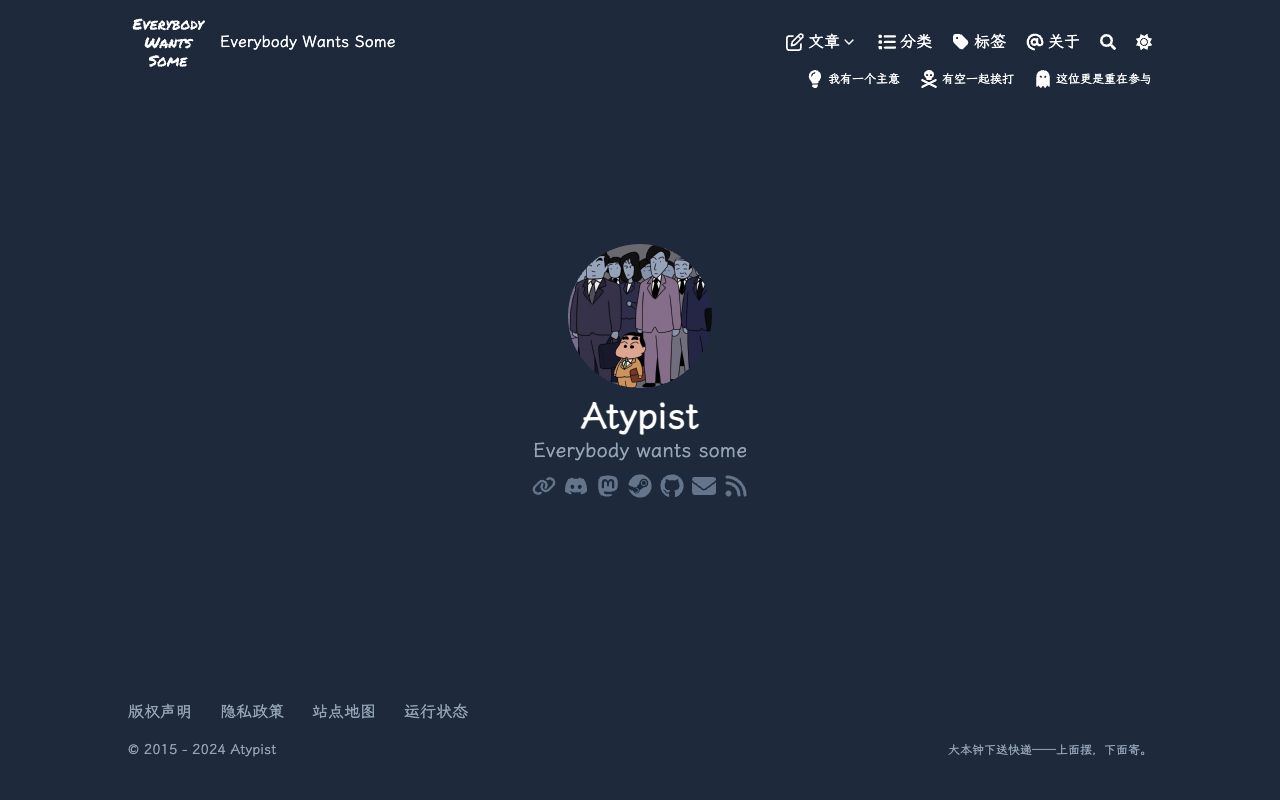 Everybody
Wants
Some
Everybody Wants Some
文章 分类 标签 关于
我有一个主意 有空一起挨打 这位更是重在参与
Atypist
Everybody wants some
版权声明 隐私政策 站点地图 运行状态
© 2015 - 2024 Atypist
大本钟下送快递——上面摆，下面寄。